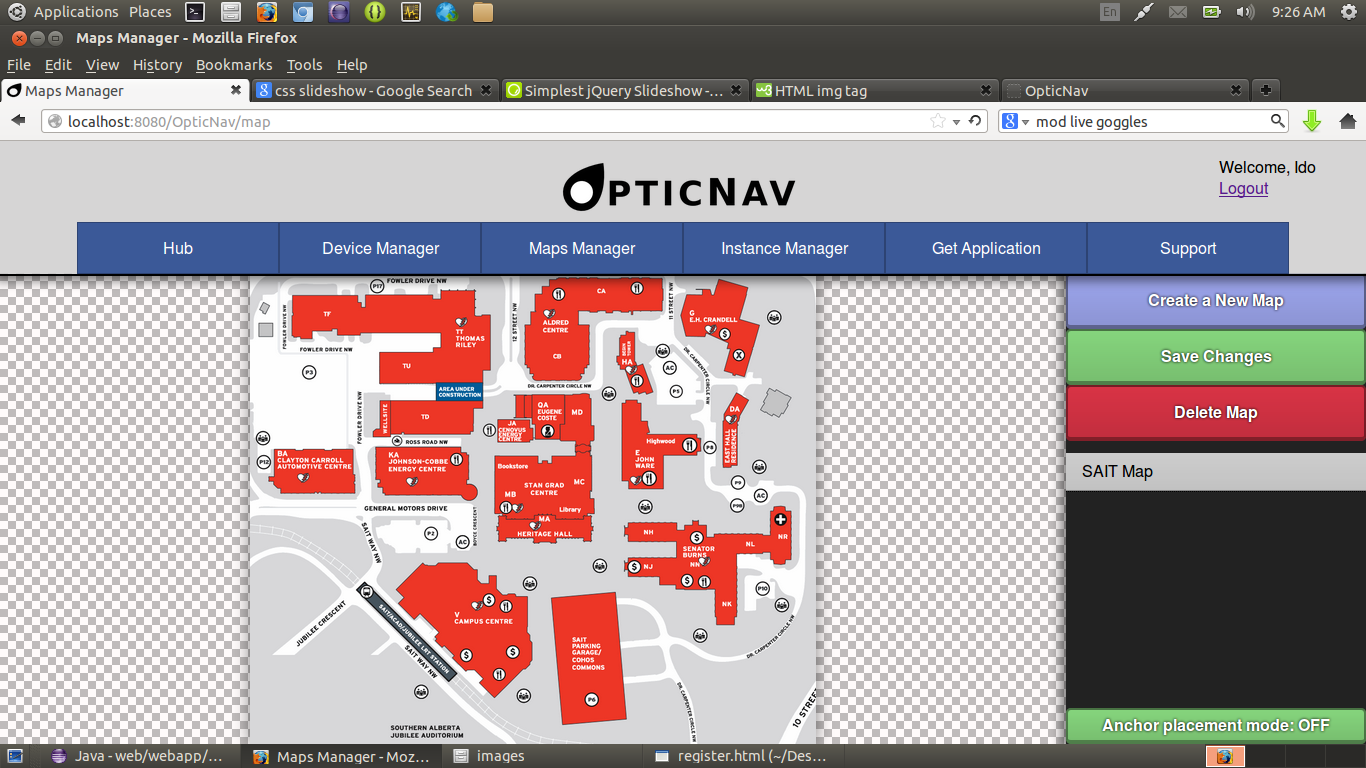 Applications Places En 9:26 AM
Maps Manager - Mozilla Firefox
File Edit View History Bookmarks Tools Help
Maps Manager
css slideshow - Google Search
Simplest jQuery Slideshow -...
HTML img tag
OpticNav
localhost:8080/OpticNav/map
mod live goggles
OPTICNAV
Welcome, Ido
Logout
Hub
Device Manager
Maps Manager
Instance Manager
Get Application
Support
Create a New Map
Save Changes
Delete Map
SAIT Map
Anchor placement mode: OFF
FOWLER DRIVE NW
P17
FOWLER DRIVE NW
TF
TT
THOMAS
RILEY
FOWLER DRIVE NW
12 STREET NW
CA
ALDRED
CENTRE
CB
11 STREET NW
G
E.H. CRANDELL
P3
TU
AREA UNDER
CONSTRUCTION
DR. CARPENTER CIRCLE NW
HA
AC
P5
DR. CARPENTER CIRCLE NW
FOWLER DRIVE NW
WELLSITE
TD
ROSS ROAD NW
QA
EUGENE
COSTE
MD
JA
CENOVUS
ENERGY
CENTRE
DA
EAST HALL
RESIDENCE
Highwood
P8
E
JOHN
WARE
P12
BA
CLAYTON CARROLL
AUTOMOTIVE CENTRE
KA
JOHNSON-COBBE
ENERGY CENTRE
Bookstore
STAN GRAD
CENTRE
MC
MB
Library
MA
HERITAGE HALL
P9
AC
P9B
GENERAL MOTORS DRIVE
ROYCE CRESCENT
SAIT WAY NW
P2
AC
NH
SENATOR
BURNS
NN
NL
NR
NJ
NK
P10
JUBILEE CRESCENT
SAIT/ACAD/JUBILEE LRT STATION
SAIT WAY NW
V
CAMPUS CENTRE
SAIT
PARKING
GARAGE/
COHOS
COMMONS
P6
DR. CARPENTER CIRCLE NW
DR. CARPENTER CIRCLE NW
10 STREET
SOUTHERN ALBERTA
JUBILEE AUDITORIUM
Java - web/webapp/...
Maps Manager - Moz...
images
register.html (~/Des...